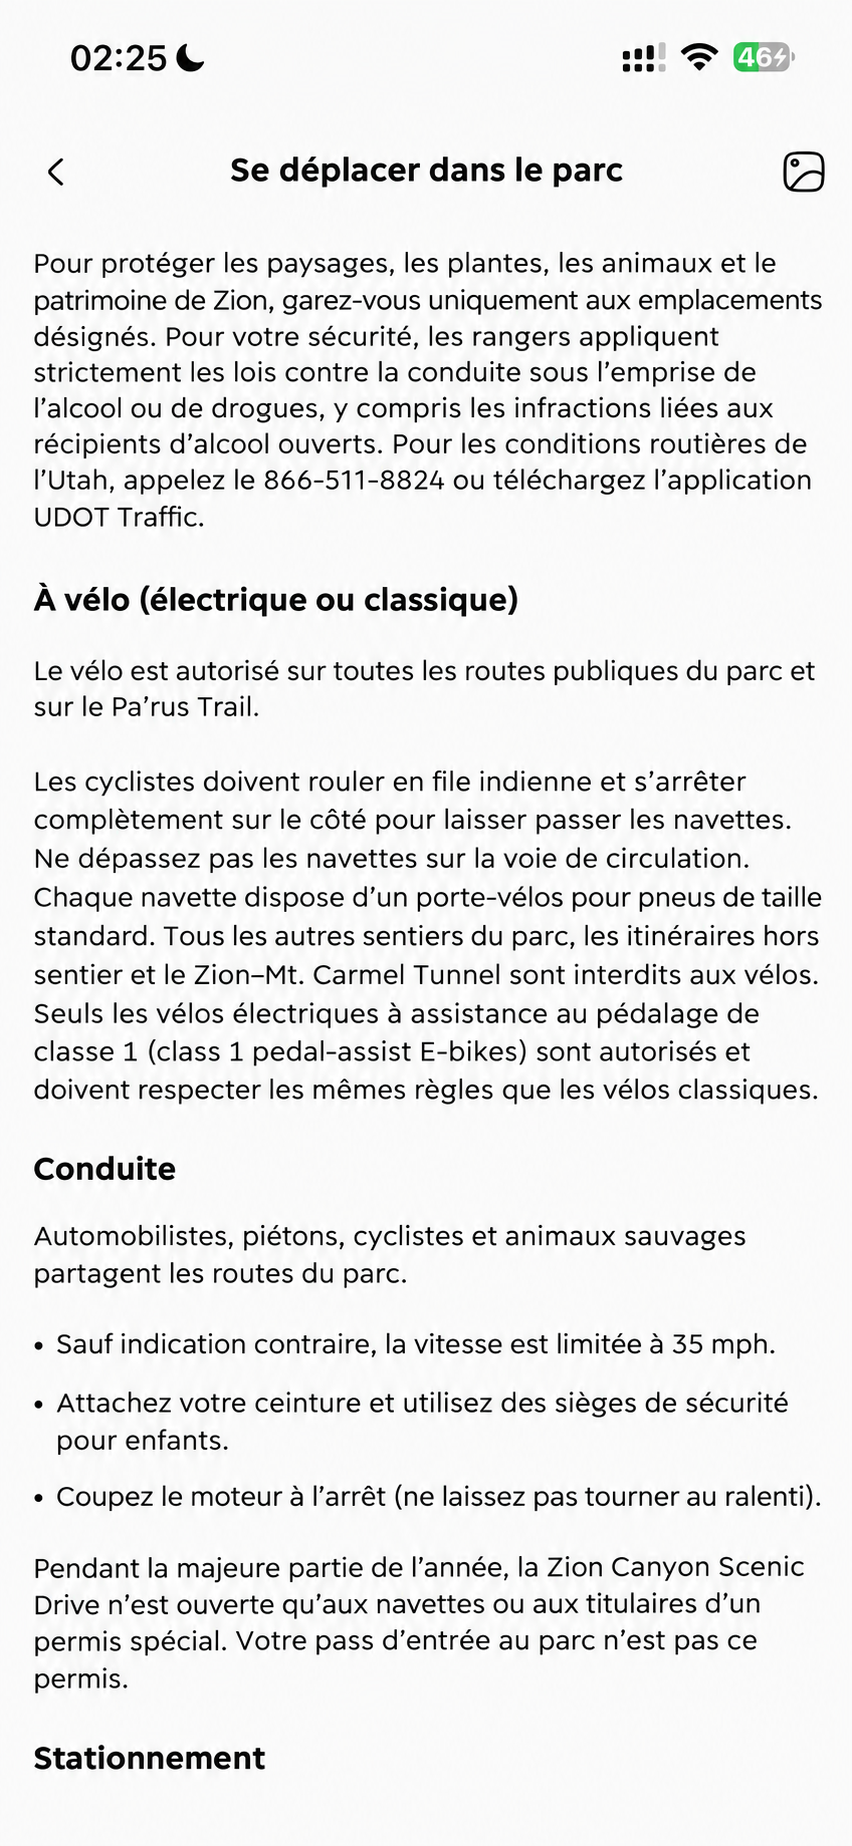 02:25
46
Se déplacer dans le parc
Pour protéger les paysages, les plantes, les animaux et le
patrimoine de Zion, garez-vous uniquement aux emplacements
désignés. Pour votre sécurité, les rangers appliquent
strictement les lois contre la conduite sous l’emprise de
l’alcool ou de drogues, y compris les infractions liées aux
récipients d’alcool ouverts. Pour les conditions routières de
l’Utah, appelez le 866-511-8824 ou téléchargez l’application
UDOT Traffic.
À vélo (électrique ou classique)
Le vélo est autorisé sur toutes les routes publiques du parc et
sur le Pa’rus Trail.
Les cyclistes doivent rouler en file indienne et s’arrêter
complètement sur le côté pour laisser passer les navettes.
Ne dépassez pas les navettes sur la voie de circulation.
Chaque navette dispose d’un porte-vélos pour pneus de taille
standard. Tous les autres sentiers du parc, les itinéraires hors
sentier et le Zion–Mt. Carmel Tunnel sont interdits aux vélos.
Seuls les vélos électriques à assistance au pédalage de
classe 1 (class 1 pedal-assist E-bikes) sont autorisés et
doivent respecter les mêmes règles que les vélos classiques.
Conduite
Automobilistes, piétons, cyclistes et animaux sauvages
partagent les routes du parc.
• Sauf indication contraire, la vitesse est limitée à 35 mph.
• Attachez votre ceinture et utilisez des sièges de sécurité
pour enfants.
• Coupez le moteur à l’arrêt (ne laissez pas tourner au ralenti).
Pendant la majeure partie de l’année, la Zion Canyon Scenic
Drive n’est ouverte qu’aux navettes ou aux titulaires d’un
permis spécial. Votre pass d’entrée au parc n’est pas ce
permis.
Stationnement